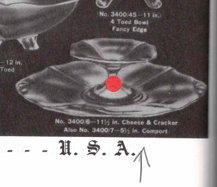 No. 3400/45—11 in.
4 Toed Bowl
Fancy Edge
—12 in.
Toed
No. 3400/6—11½ in. Cheese & Cracker
Also No. 3400/7—5½ in. Comport
- - - U. S. A.